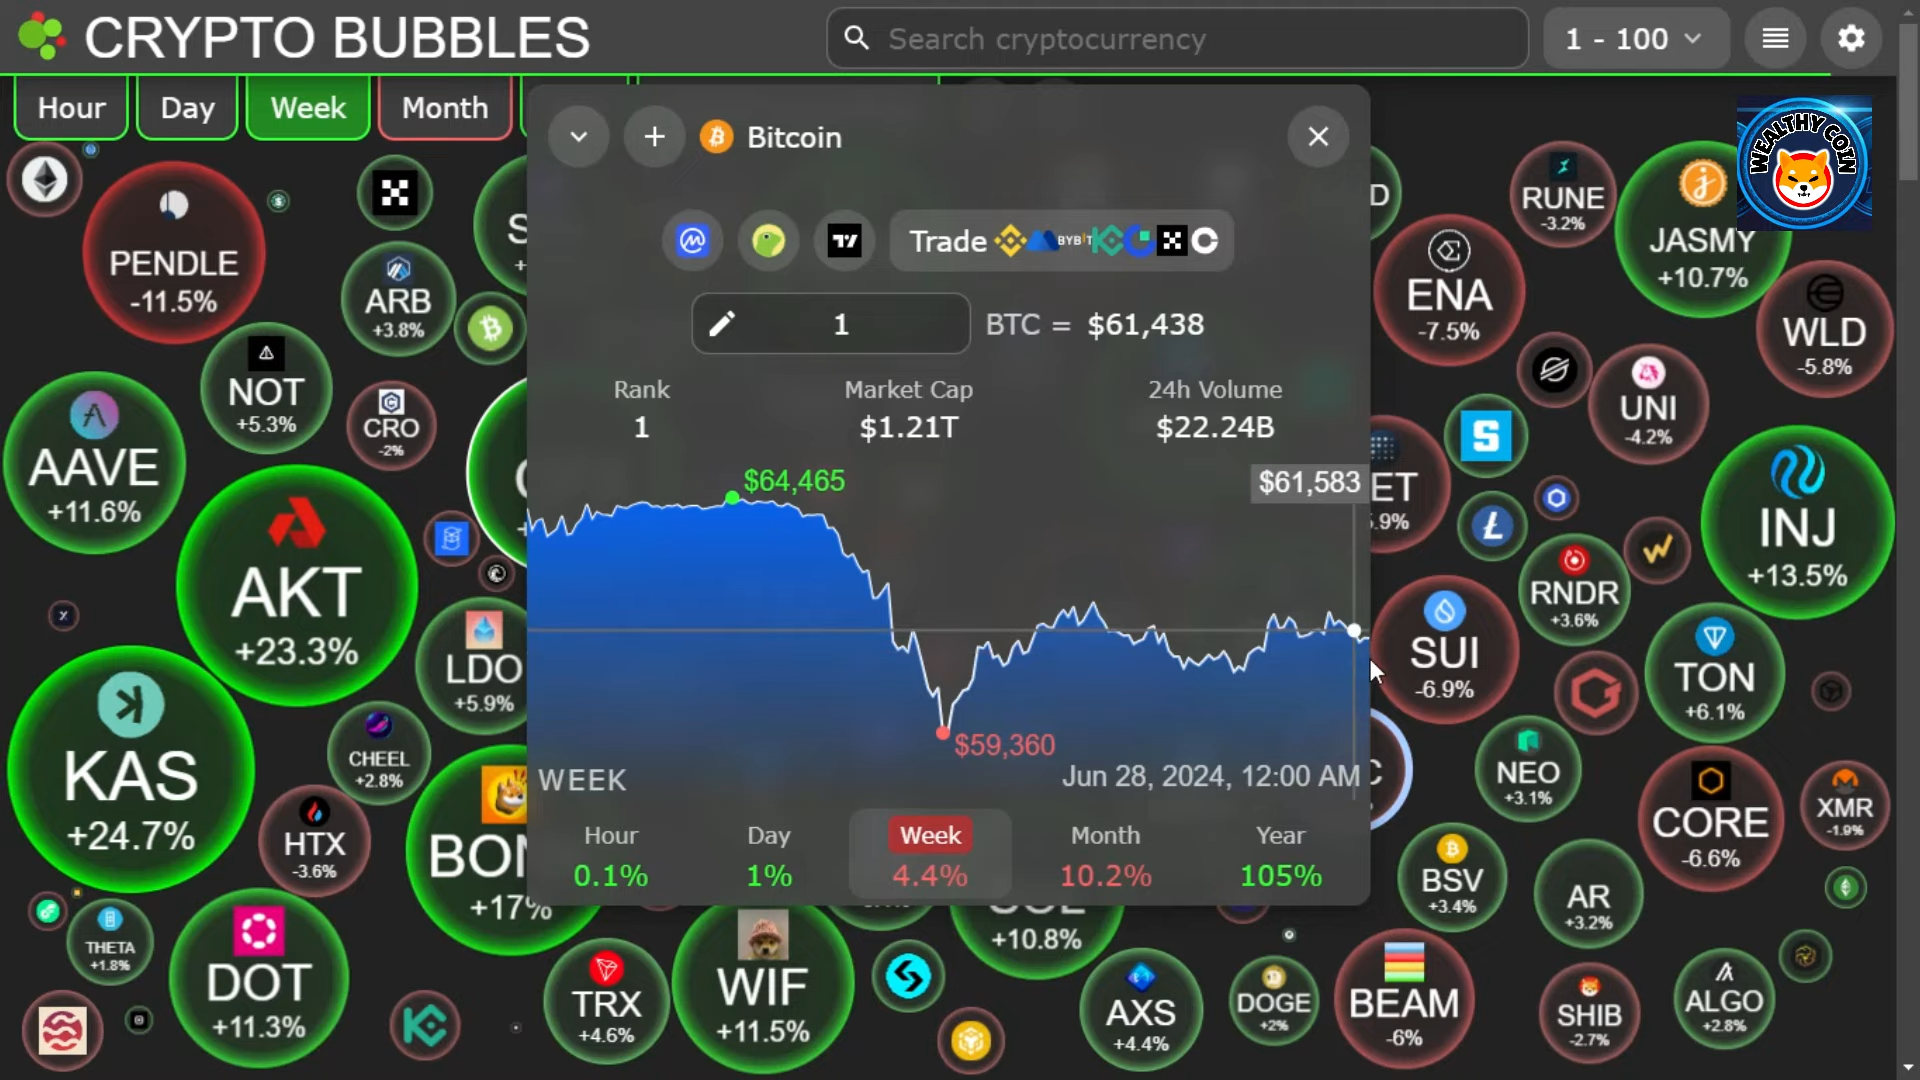 CRYPTO BUBBLES
Search cryptocurrency
1 - 100
Hour
Day
Week
Month
Bitcoin
WEALTHY COIN
Trade
BYBIT
1
BTC = $61,438
Rank
1
Market Cap
$1.21T
24h Volume
$22.24B
$64,465
$61,583
$59,360
WEEK
Jun 28, 2024, 12:00 AM
Hour
0.1%
Day
1%
Week
4.4%
Month
10.2%
Year
105%
PENDLE
-11.5%
ARB
+3.8%
NOT
+5.3%
CRO
-2%
AAVE
+11.6%
AKT
+23.3%
LDO
+5.9%
KAS
+24.7%
CHEEL
+2.8%
HTX
-3.6%
+17%
THETA
+1.8%
DOT
+11.3%
TRX
+4.6%
WIF
+11.5%
+10.8%
AXS
+4.4%
DOGE
+2%
BEAM
-6%
SHIB
-2.7%
ALGO
+2.8%
RUNE
-3.2%
JASMY
+10.7%
ENA
-7.5%
WLD
-5.8%
UNI
-4.2%
INJ
+13.5%
RNDR
+3.6%
SUI
-6.9%
TON
+6.1%
NEO
+3.1%
CORE
-6.6%
XMR
-1.9%
BSV
+3.4%
AR
+3.2%